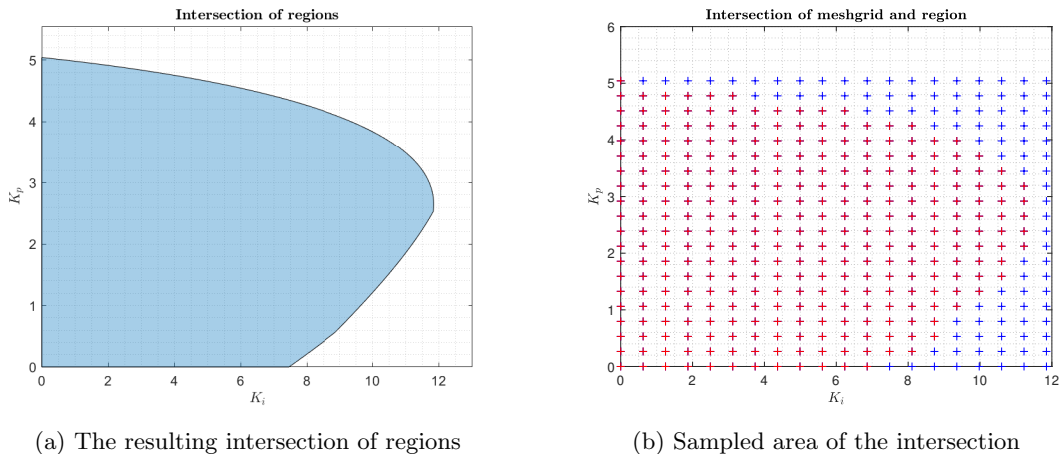 Intersection of regions
5
4
3
2
1
0
K_p
0 2 4 6 8 10 12
K_i
(a) The resulting intersection of regions
Intersection of meshgrid and region
6
5
4
3
2
1
0
K_p
0 2 4 6 8 10 12
K_i
(b) Sampled area of the intersection